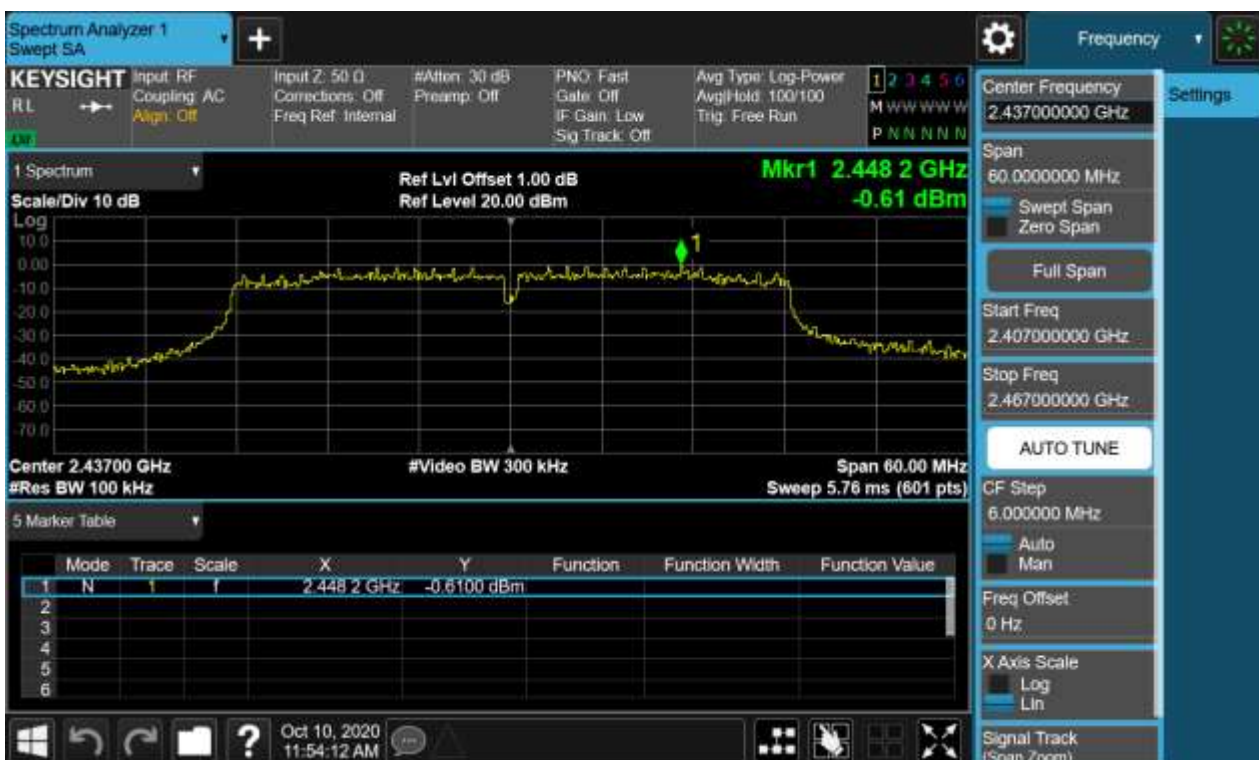 Spectrum Analyzer 1
Swept SA
+
Frequency
KEYSIGHT
RL
Input: RF
Coupling: AC
Align: Off
Input Z: 50 Ω
Corrections: Off
Freq Ref: Internal
#Atten: 30 dB
Preamp: Off
PNO: Fast
Gate: Off
IF Gain: Low
Sig Track: Off
Avg Type: Log-Power
Avg|Hold: 100/100
Trig: Free Run
1 2 3 4 5 6
M W W W W W
P N N N N N
1 Spectrum
Scale/Div 10 dB
Ref Lvl Offset 1.00 dB
Ref Level 20.00 dBm
Mkr1 2.448 2 GHz
-0.61 dBm
Log
10.0
0.00
-10.0
-20.0
-30.0
-40.0
-50.0
-60.0
-70.0
1
Center 2.43700 GHz
#Res BW 100 kHz
#Video BW 300 kHz
Span 60.00 MHz
Sweep 5.76 ms (601 pts)
5 Marker Table
Mode Trace Scale X Y Function Function Width Function Value
1 N 1 f 2.448 2 GHz -0.6100 dBm
2
3
4
5
6
?
Oct 10, 2020
11:54:12 AM
Center Frequency
2.437000000 GHz
Settings
Span
60.0000000 MHz
Swept Span
Zero Span
Full Span
Start Freq
2.407000000 GHz
Stop Freq
2.467000000 GHz
AUTO TUNE
CF Step
6.000000 MHz
Auto
Man
Freq Offset
0 Hz
X Axis Scale
Log
Lin
Signal Track
(Span Zoom)